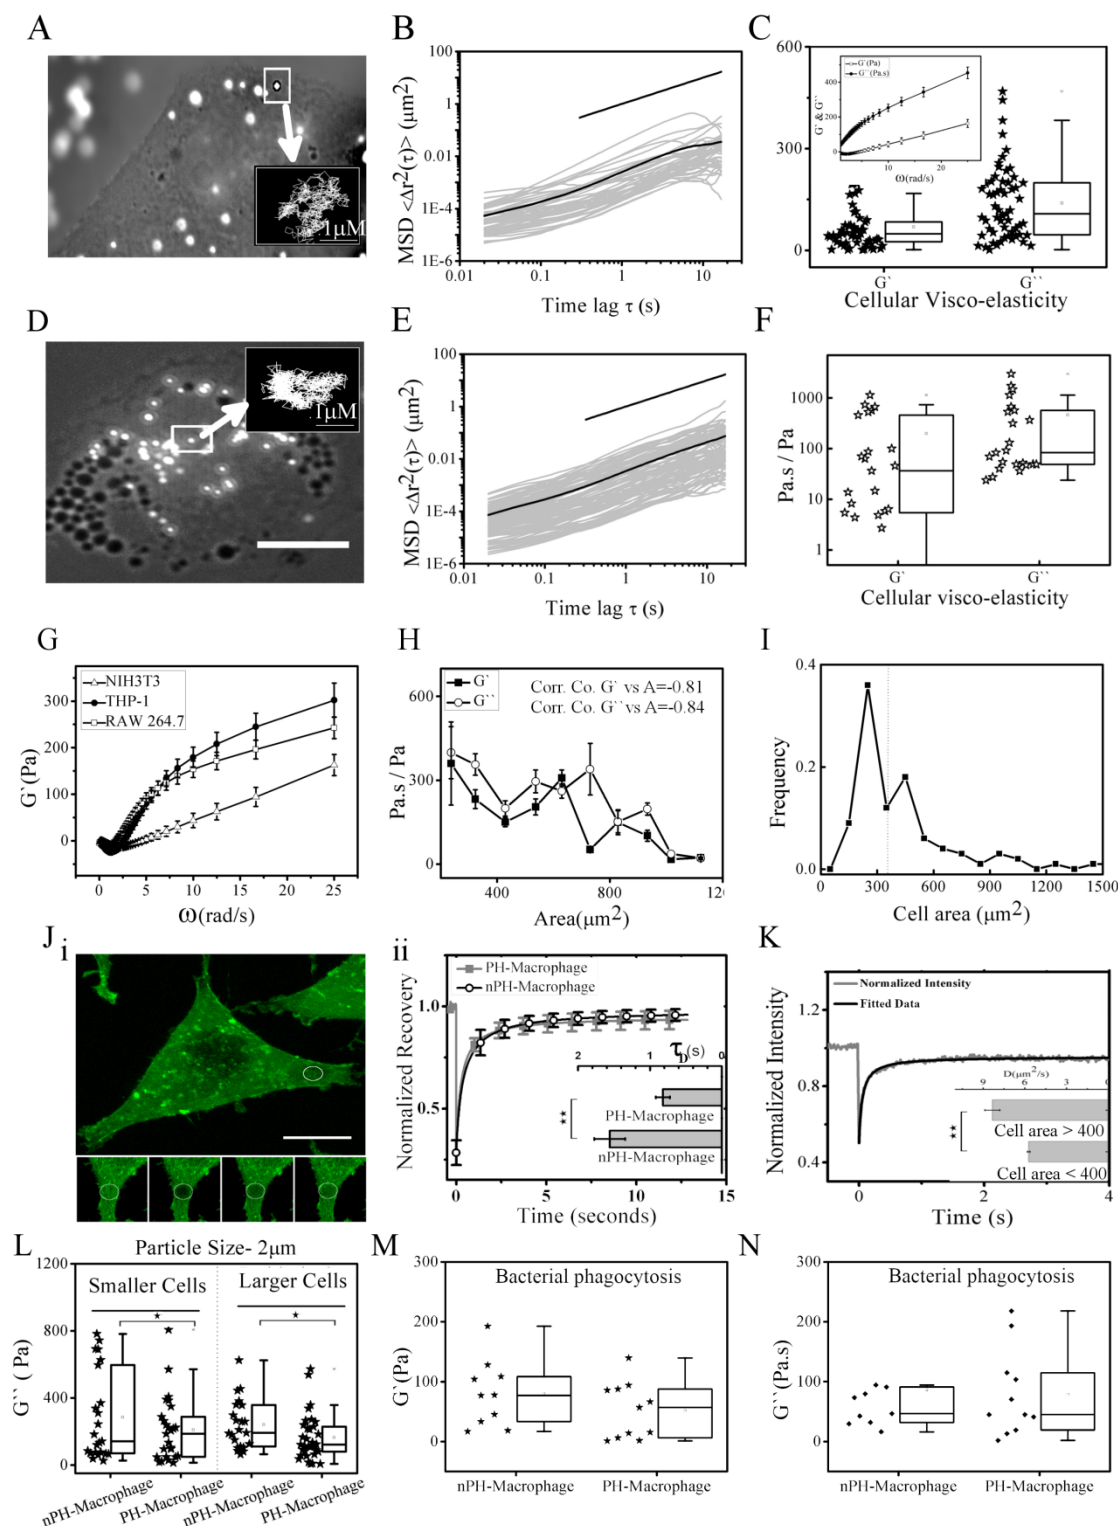 A
1μM
B
MSD <Δr²(τ)> (μm²)
100
1
0.01
1E-4
1E-6
0.01 0.1 1 10 100
Time lag τ (s)
C
600
300
0
G`(Pa)
G``(Pa.s)
G` & G``
400
200
0
0 5 10 15 20 25
ω(rad/s)
G` G``
Cellular Visco-elasticity
D
1μM
E
MSD <Δr²(τ)> (μm²)
100
1
0.01
1E-4
1E-6
0.01 0.1 1 10 100
Time lag τ (s)
F
Pa.s / Pa
1000
100
10
1
G` G``
Cellular visco-elasticity
G
NIH3T3
THP-1
RAW 264.7
G`(Pa)
300
200
100
0
0 5 10 15 20 25
ω(rad/s)
H
G`
G``
Corr. Co. G` vs A=-0.81
Corr. Co. G`` vs A=-0.84
Pa.s / Pa
600
300
0
400 800 1200
Area(μm²)
I
Frequency
0.4
0.2
0.0
0 300 600 900 1200 1500
Cell area (μm²)
J
i
ii
PH-Macrophage
nPH-Macrophage
Normalized Recovery
1.0
0.5
τD(s)
2 1 0
PH-Macrophage
**
nPH-Macrophage
0 5 10 15
Time (seconds)
K
Normalized Intensity
Fitted Data
Normalized Intensity
1.2
0.8
0.4
D(μm²/s)
9 6 3 0
**
Cell area > 400
Cell area < 400
0 2 4
Time (s)
L
Particle Size- 2μm
Smaller Cells
Larger Cells
G`` ( Pa)
1200
800
400
0
nPH-Macrophage
PH-Macrophage
nPH-Macrophage
PH-Macrophage
M
Bacterial phagocytosis
G`(Pa)
300
200
100
0
nPH-Macrophage PH-Macrophage
N
Bacterial phagocytosis
G``(Pa.s)
300
200
100
0
nPH-Macrophage PH-Macrophage